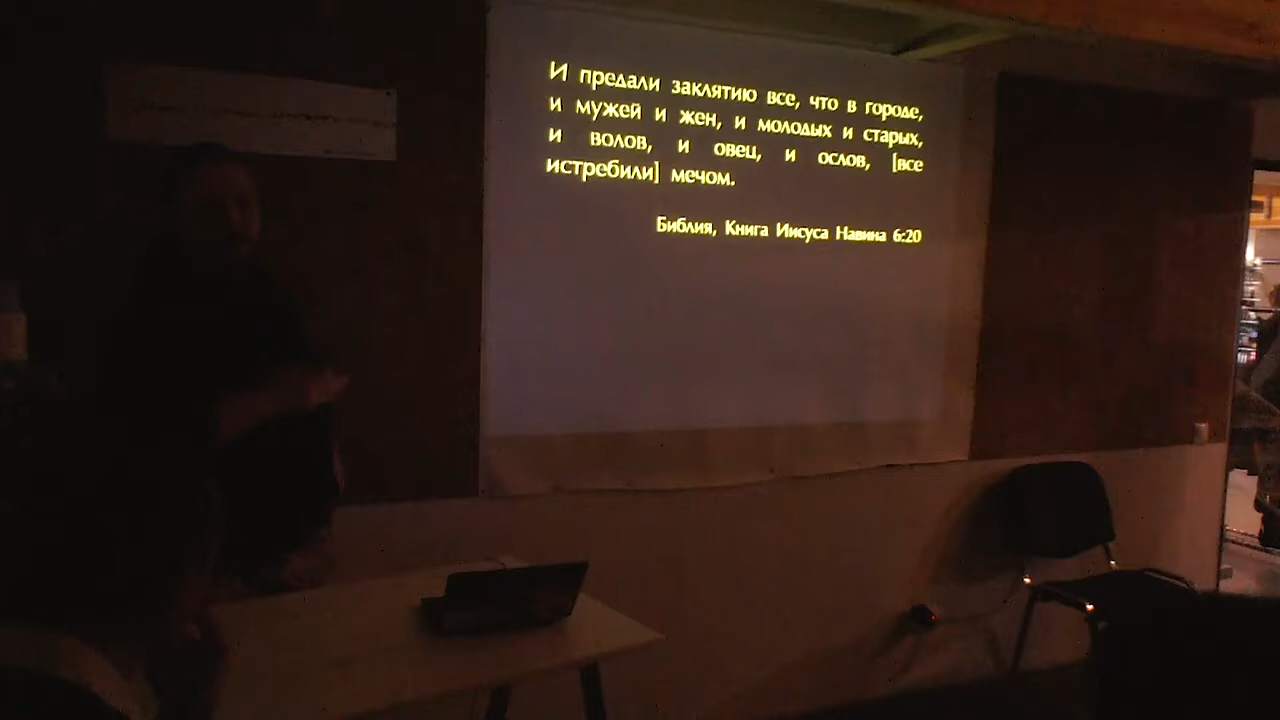 И предали заклятию все, что в городе,
и мужей и жен, и молодых и старых,
и волов, и овец, и ослов, [все
истребили] мечом.
Библия, Книга Иисуса Навина 6:20